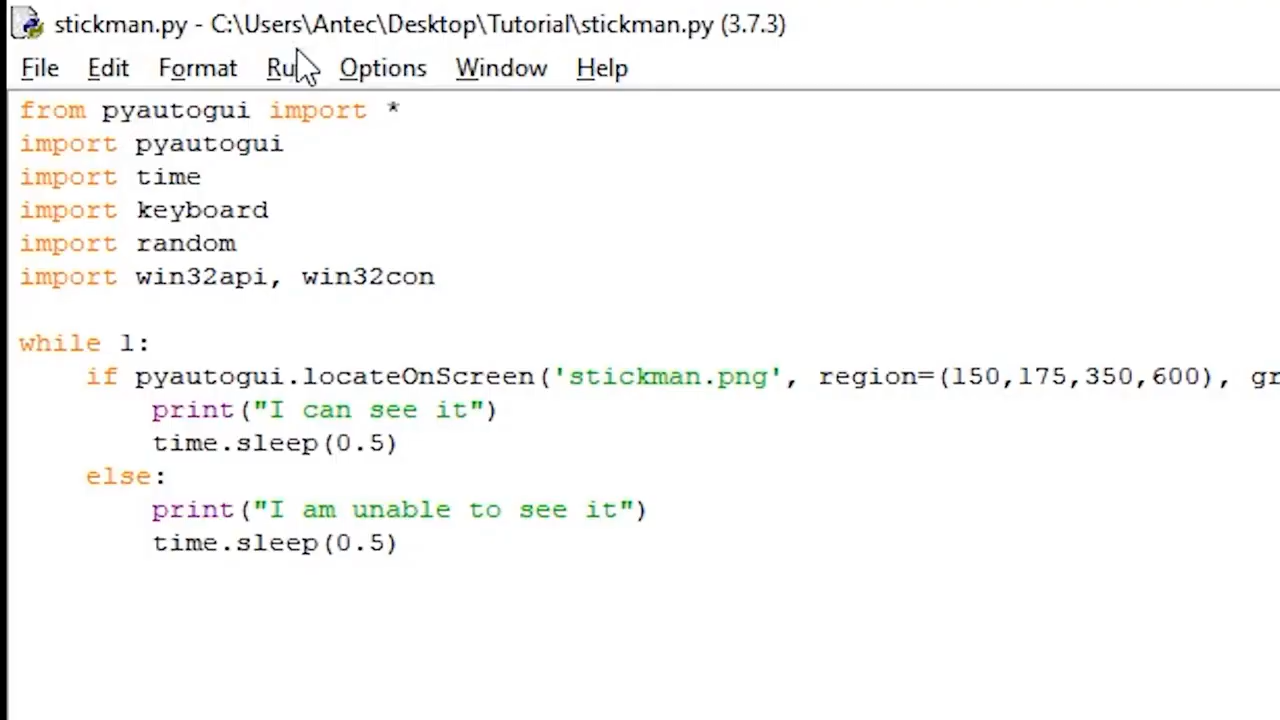 stickman.py - C:\Users\Antec\Desktop\Tutorial\stickman.py (3.7.3)
File Edit Format Ru Options Window Help
from pyautogui import *
import pyautogui
import time
import keyboard
import random
import win32api, win32con
while 1:
    if pyautogui.locateOnScreen('stickman.png', region=(150,175,350,600), gr
        print("I can see it")
        time.sleep(0.5)
    else:
        print("I am unable to see it")
        time.sleep(0.5)